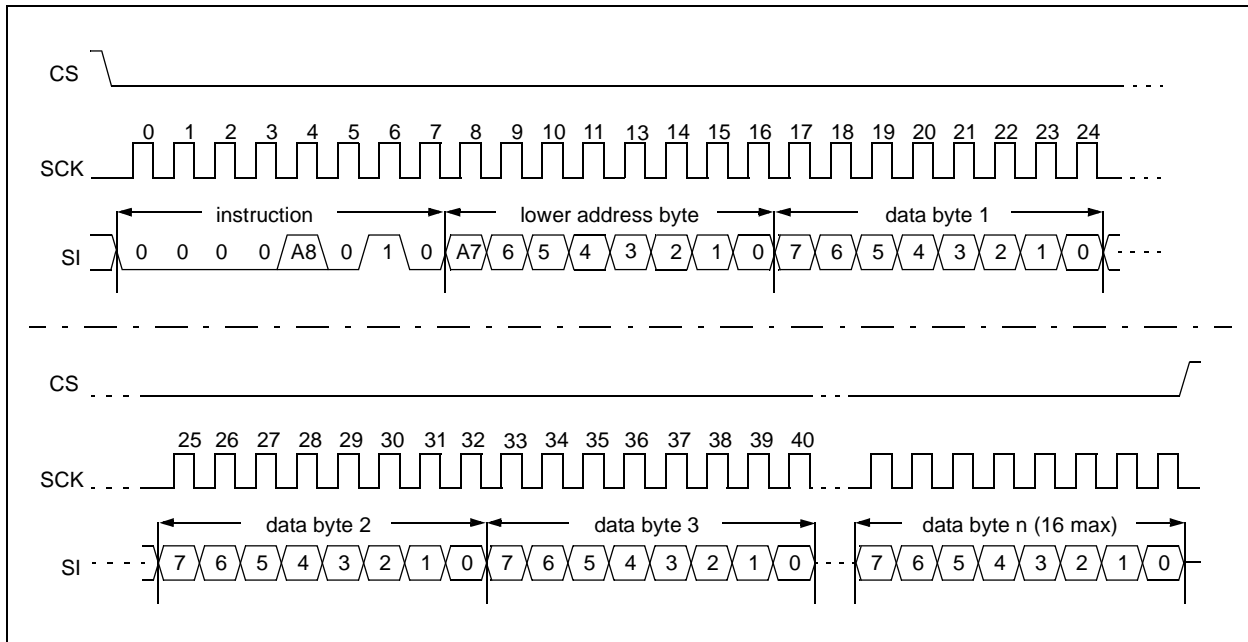 CS
0 1 2 3 4 5 6 7 8 9 10 11 13 14 15 16 17 18 19 20 21 22 23 24
SCK
instruction lower address byte data byte 1
SI 0 0 0 0 A8 0 1 0 A7 6 5 4 3 2 1 0 7 6 5 4 3 2 1 0
CS
25 26 27 28 29 30 31 32 33 34 35 36 37 38 39 40
SCK
data byte 2 data byte 3 data byte n (16 max)
SI 7 6 5 4 3 2 1 0 7 6 5 4 3 2 1 0 7 6 5 4 3 2 1 0